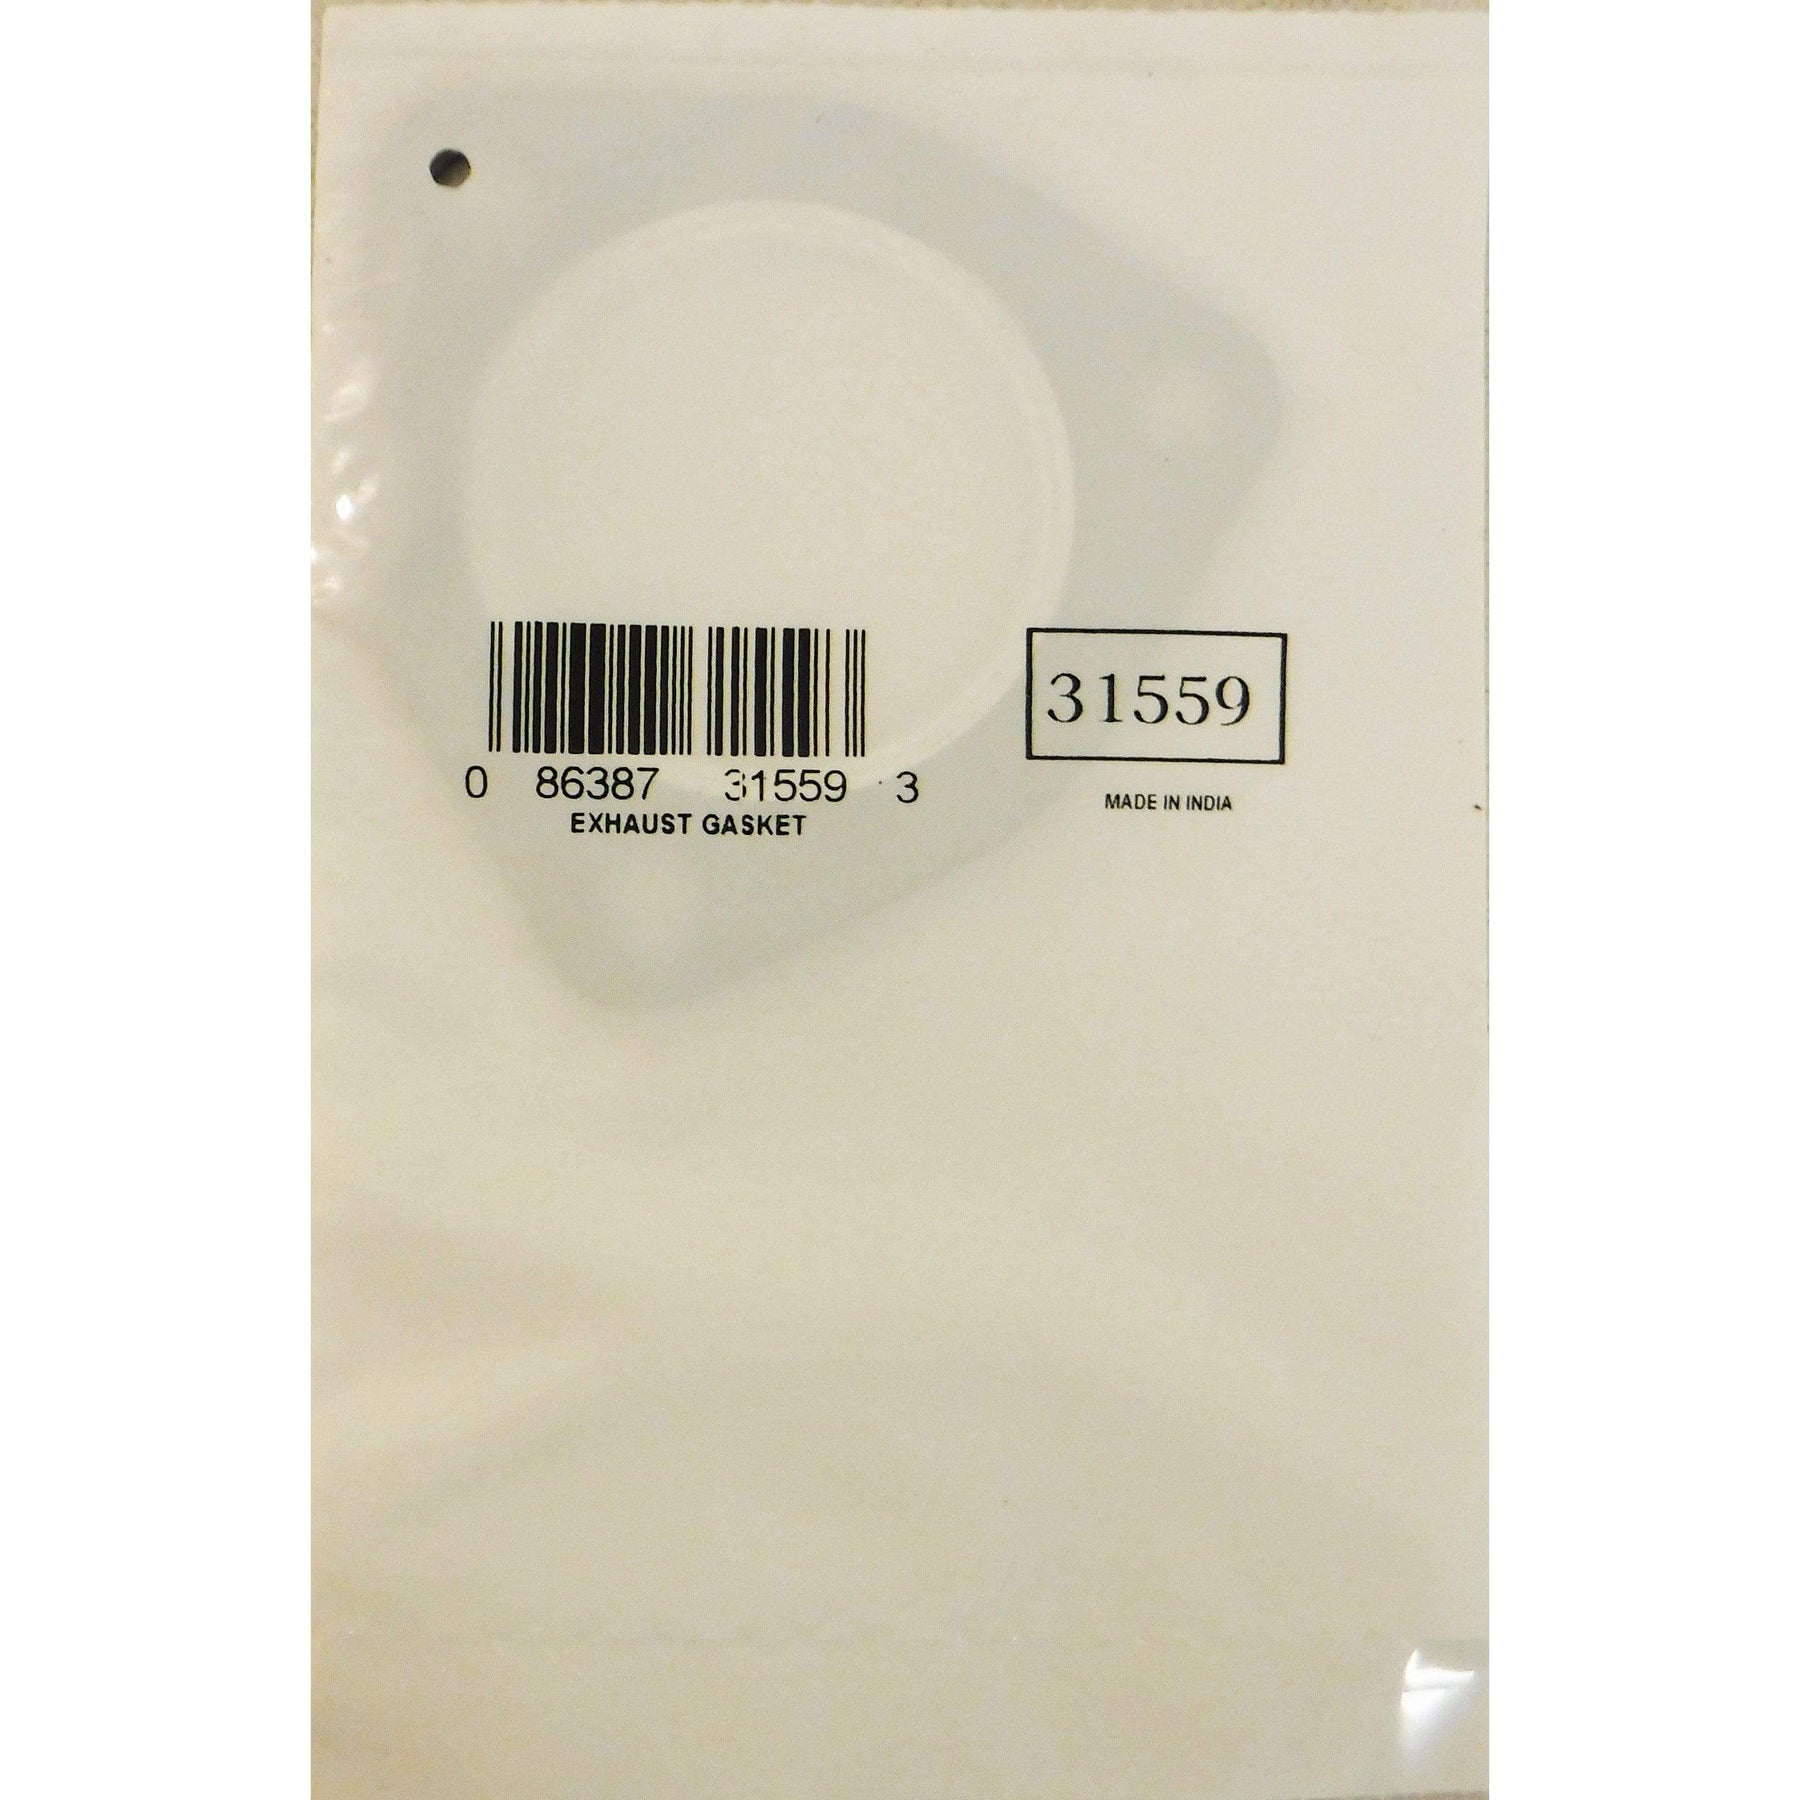 31559
0 86387 31559 3
MADE IN INDIA
EXHAUST GASKET